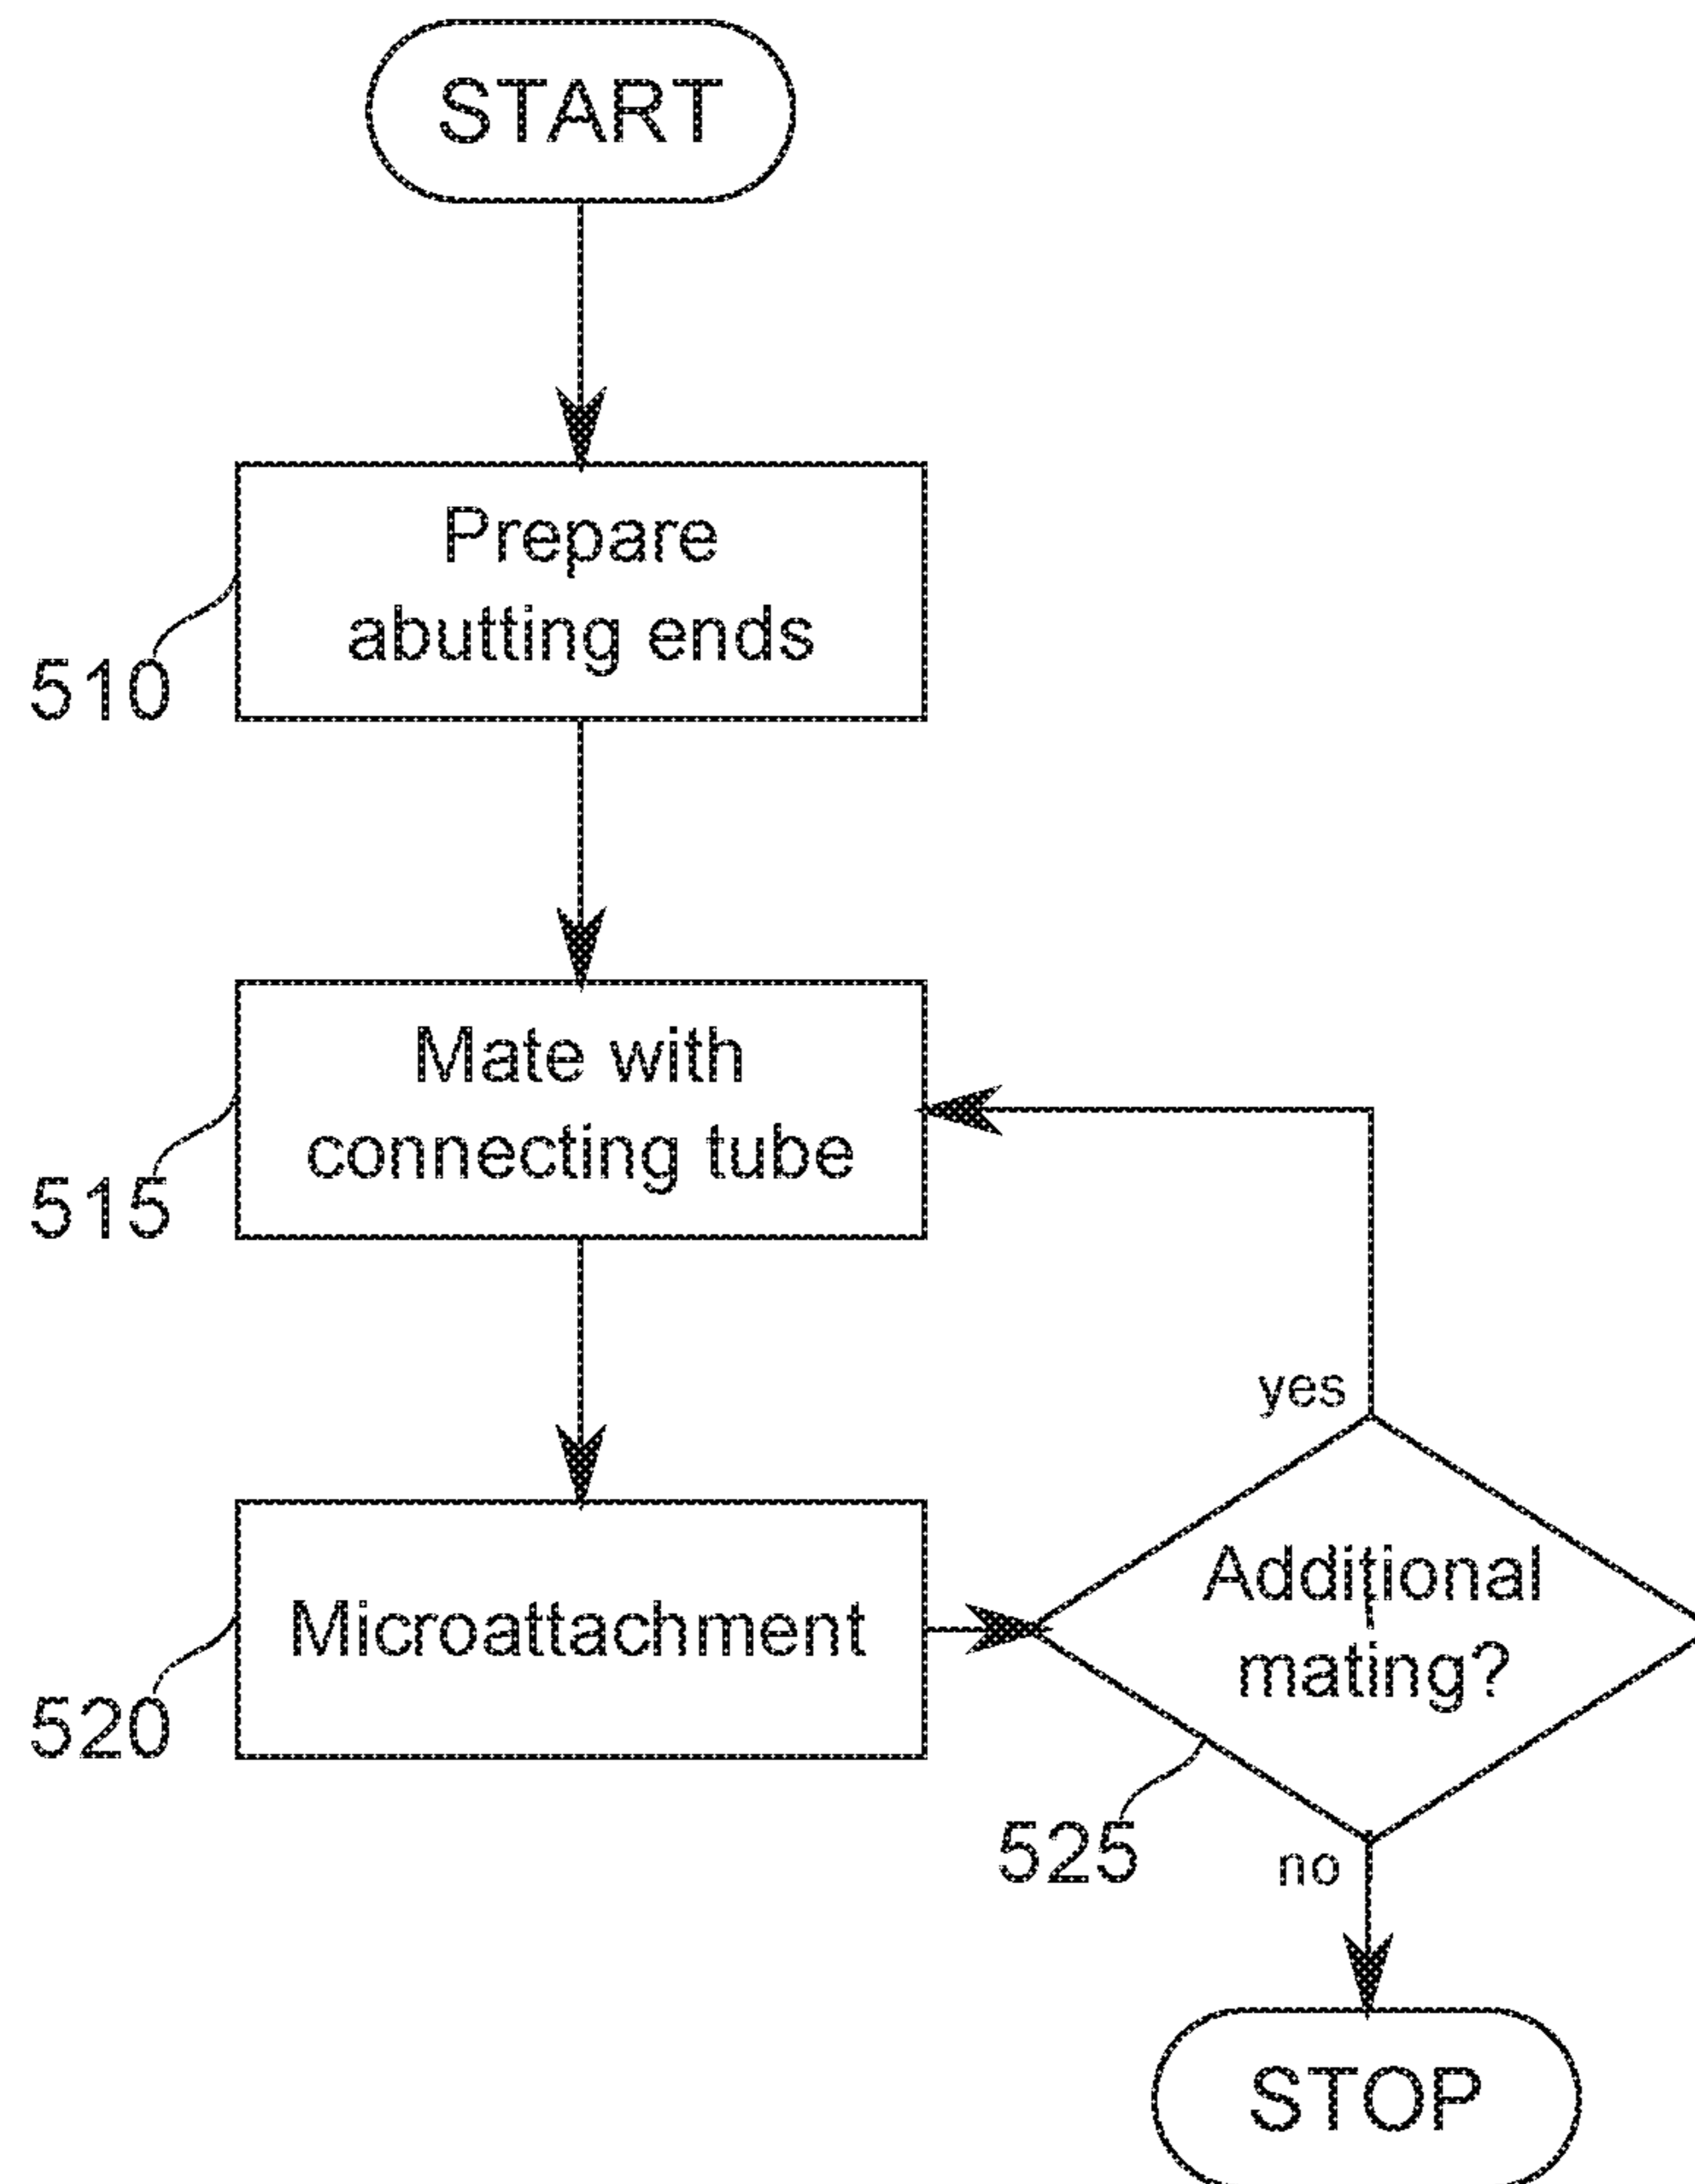 START
Prepare
abutting ends
510
Mate with
connecting tube
515
yes
Microattachment
Additional
mating?
520
525
no
STOP